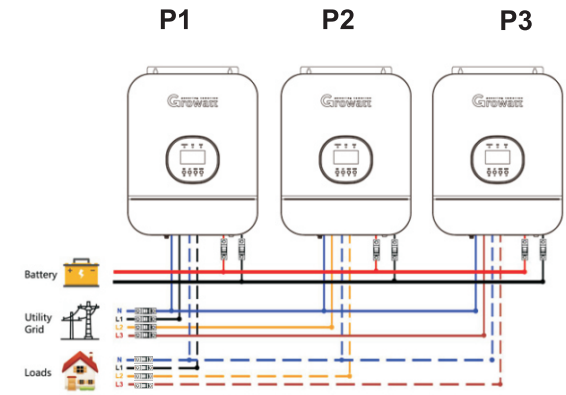 P1 P2 P3
Growatt Growatt Growatt
Battery
Utility
Grid
N
L1
L2
L3
Loads
N
L1
L2
L3